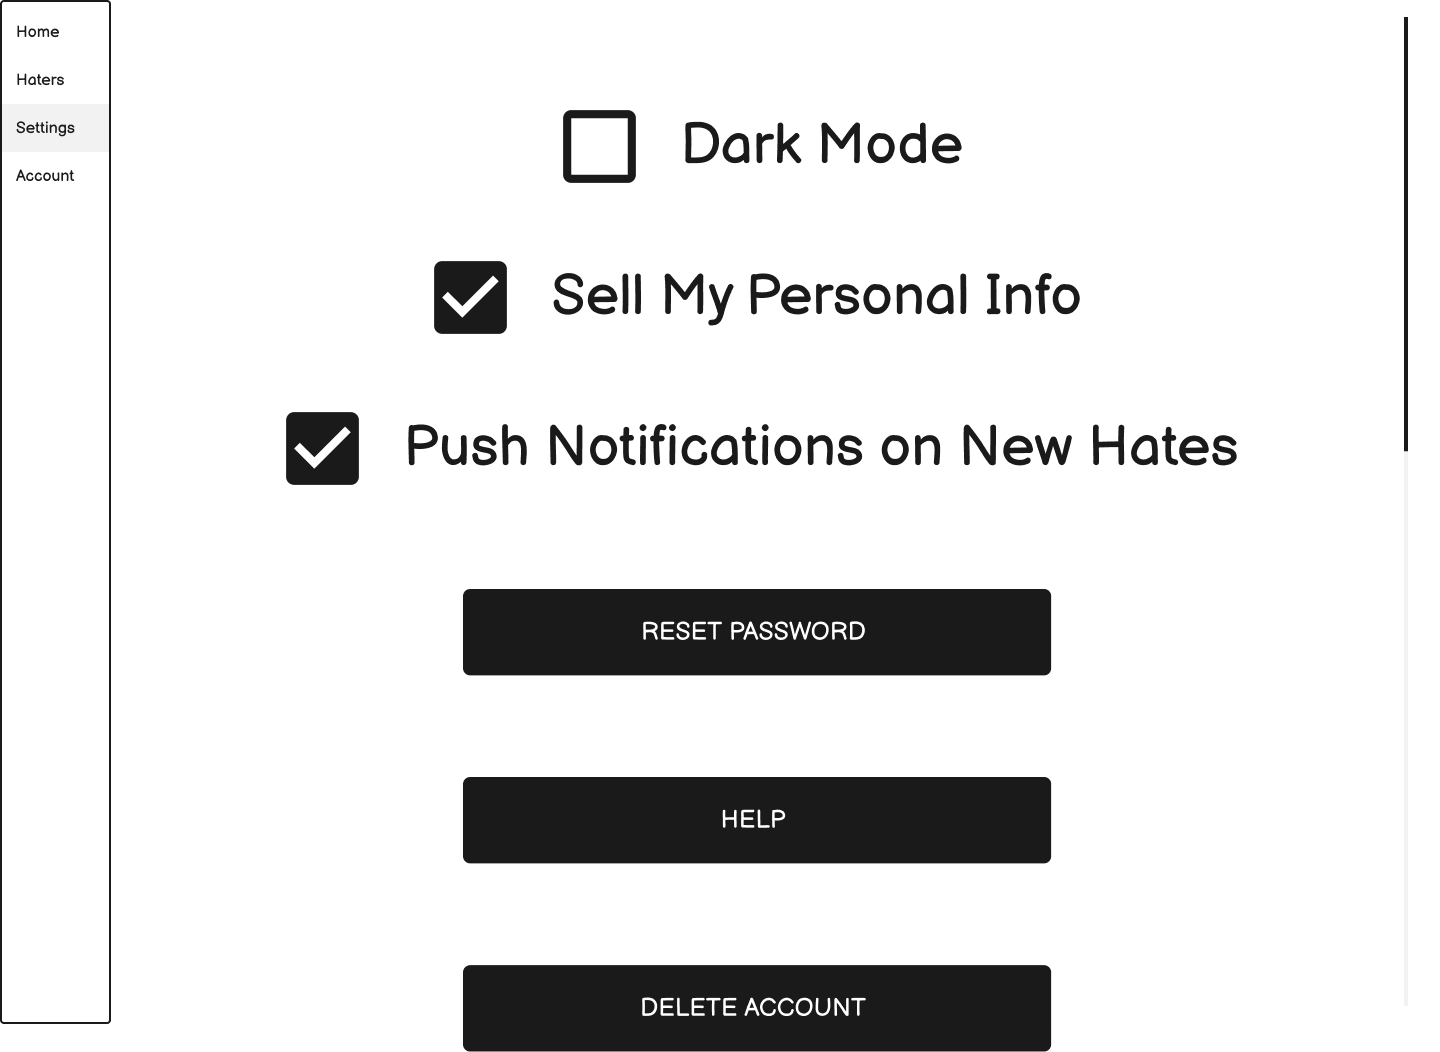 Home
Haters
Settings
Account
Dark Mode
Sell My Personal Info
Push Notifications on New Hates
RESET PASSWORD
HELP
DELETE ACCOUNT